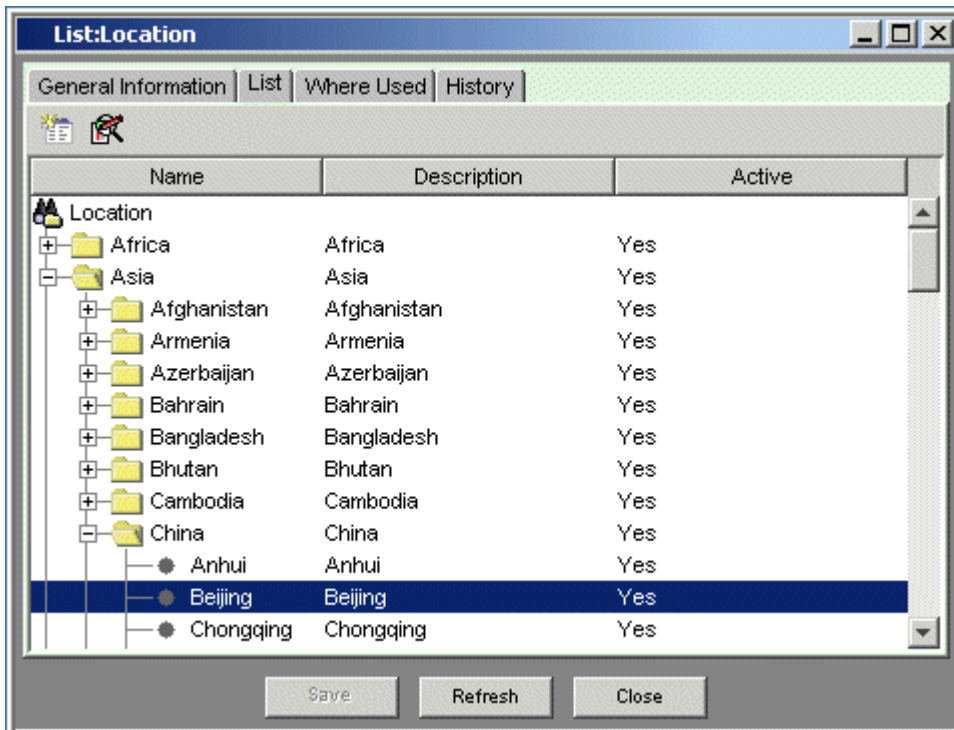 List:Location
General Information List Where Used History
Name Description Active
Location
Africa Africa Yes
Asia Asia Yes
Afghanistan Afghanistan Yes
Armenia Armenia Yes
Azerbaijan Azerbaijan Yes
Bahrain Bahrain Yes
Bangladesh Bangladesh Yes
Bhutan Bhutan Yes
Cambodia Cambodia Yes
China China Yes
Anhui Anhui Yes
Beijing Beijing Yes
Chongqing Chongqing Yes
Save Refresh Close